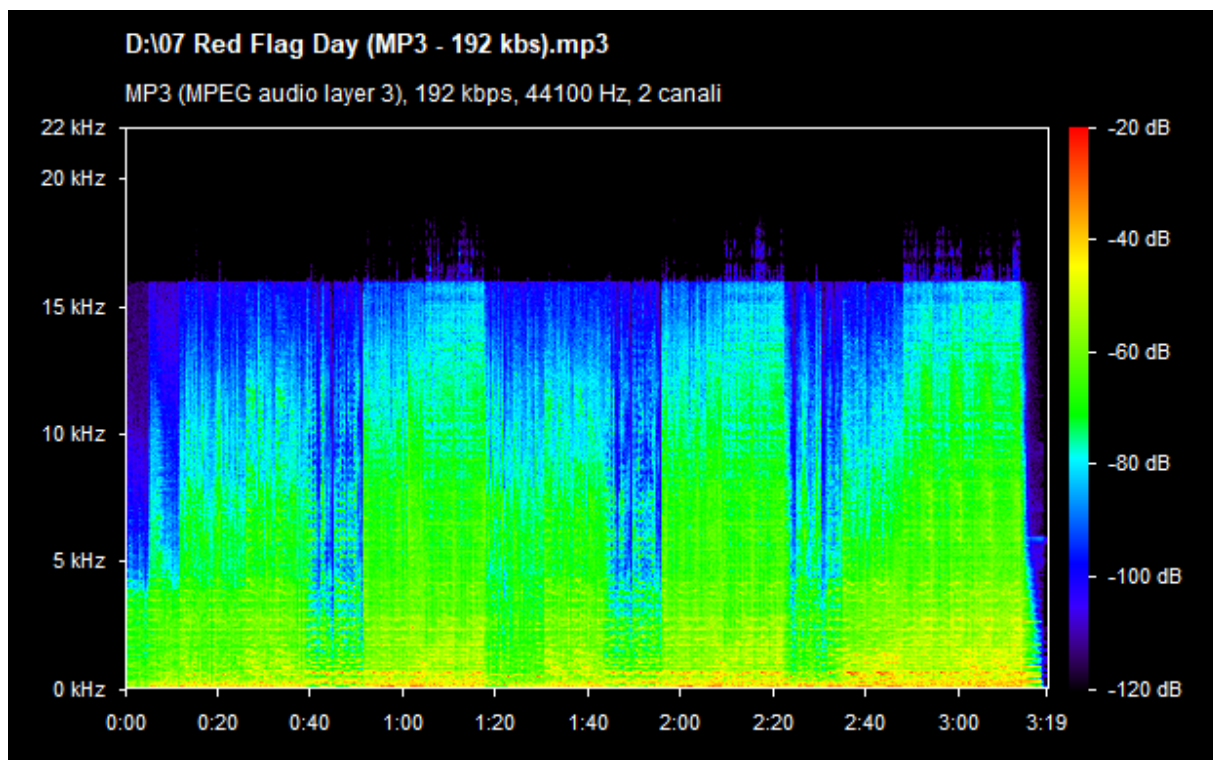 D:\07 Red Flag Day (MP3 - 192 kbs).mp3
MP3 (MPEG audio layer 3), 192 kbps, 44100 Hz, 2 canali
22 kHz
20 kHz
15 kHz
10 kHz
5 kHz
0 kHz
-20 dB
-40 dB
-60 dB
-80 dB
-100 dB
-120 dB
0:00 0:20 0:40 1:00 1:20 1:40 2:00 2:20 2:40 3:00 3:19